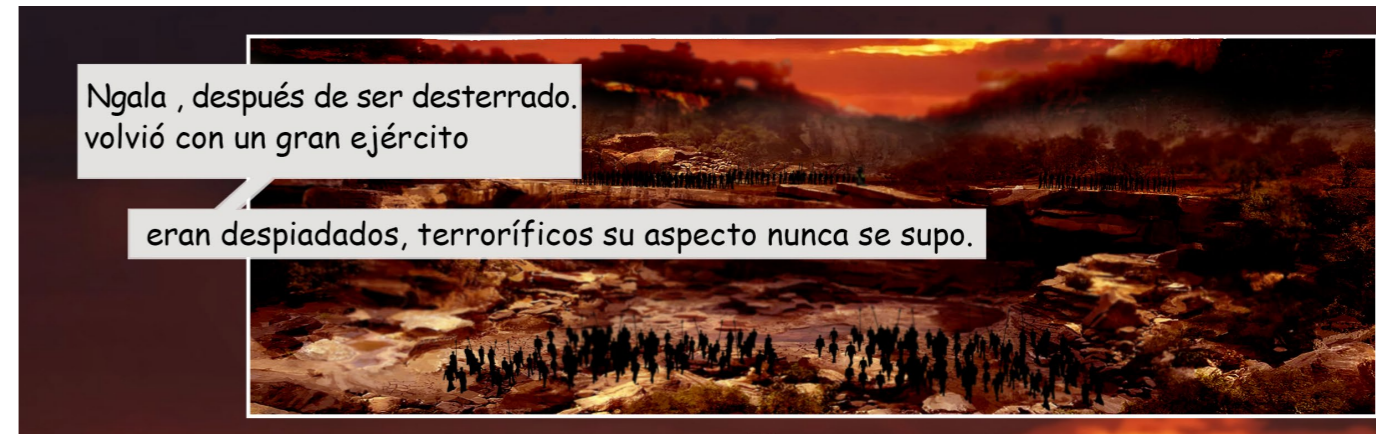 Ngala , después de ser desterrado.
volvió con un gran ejército
eran despiadados, terroríficos su aspecto nunca se supo.